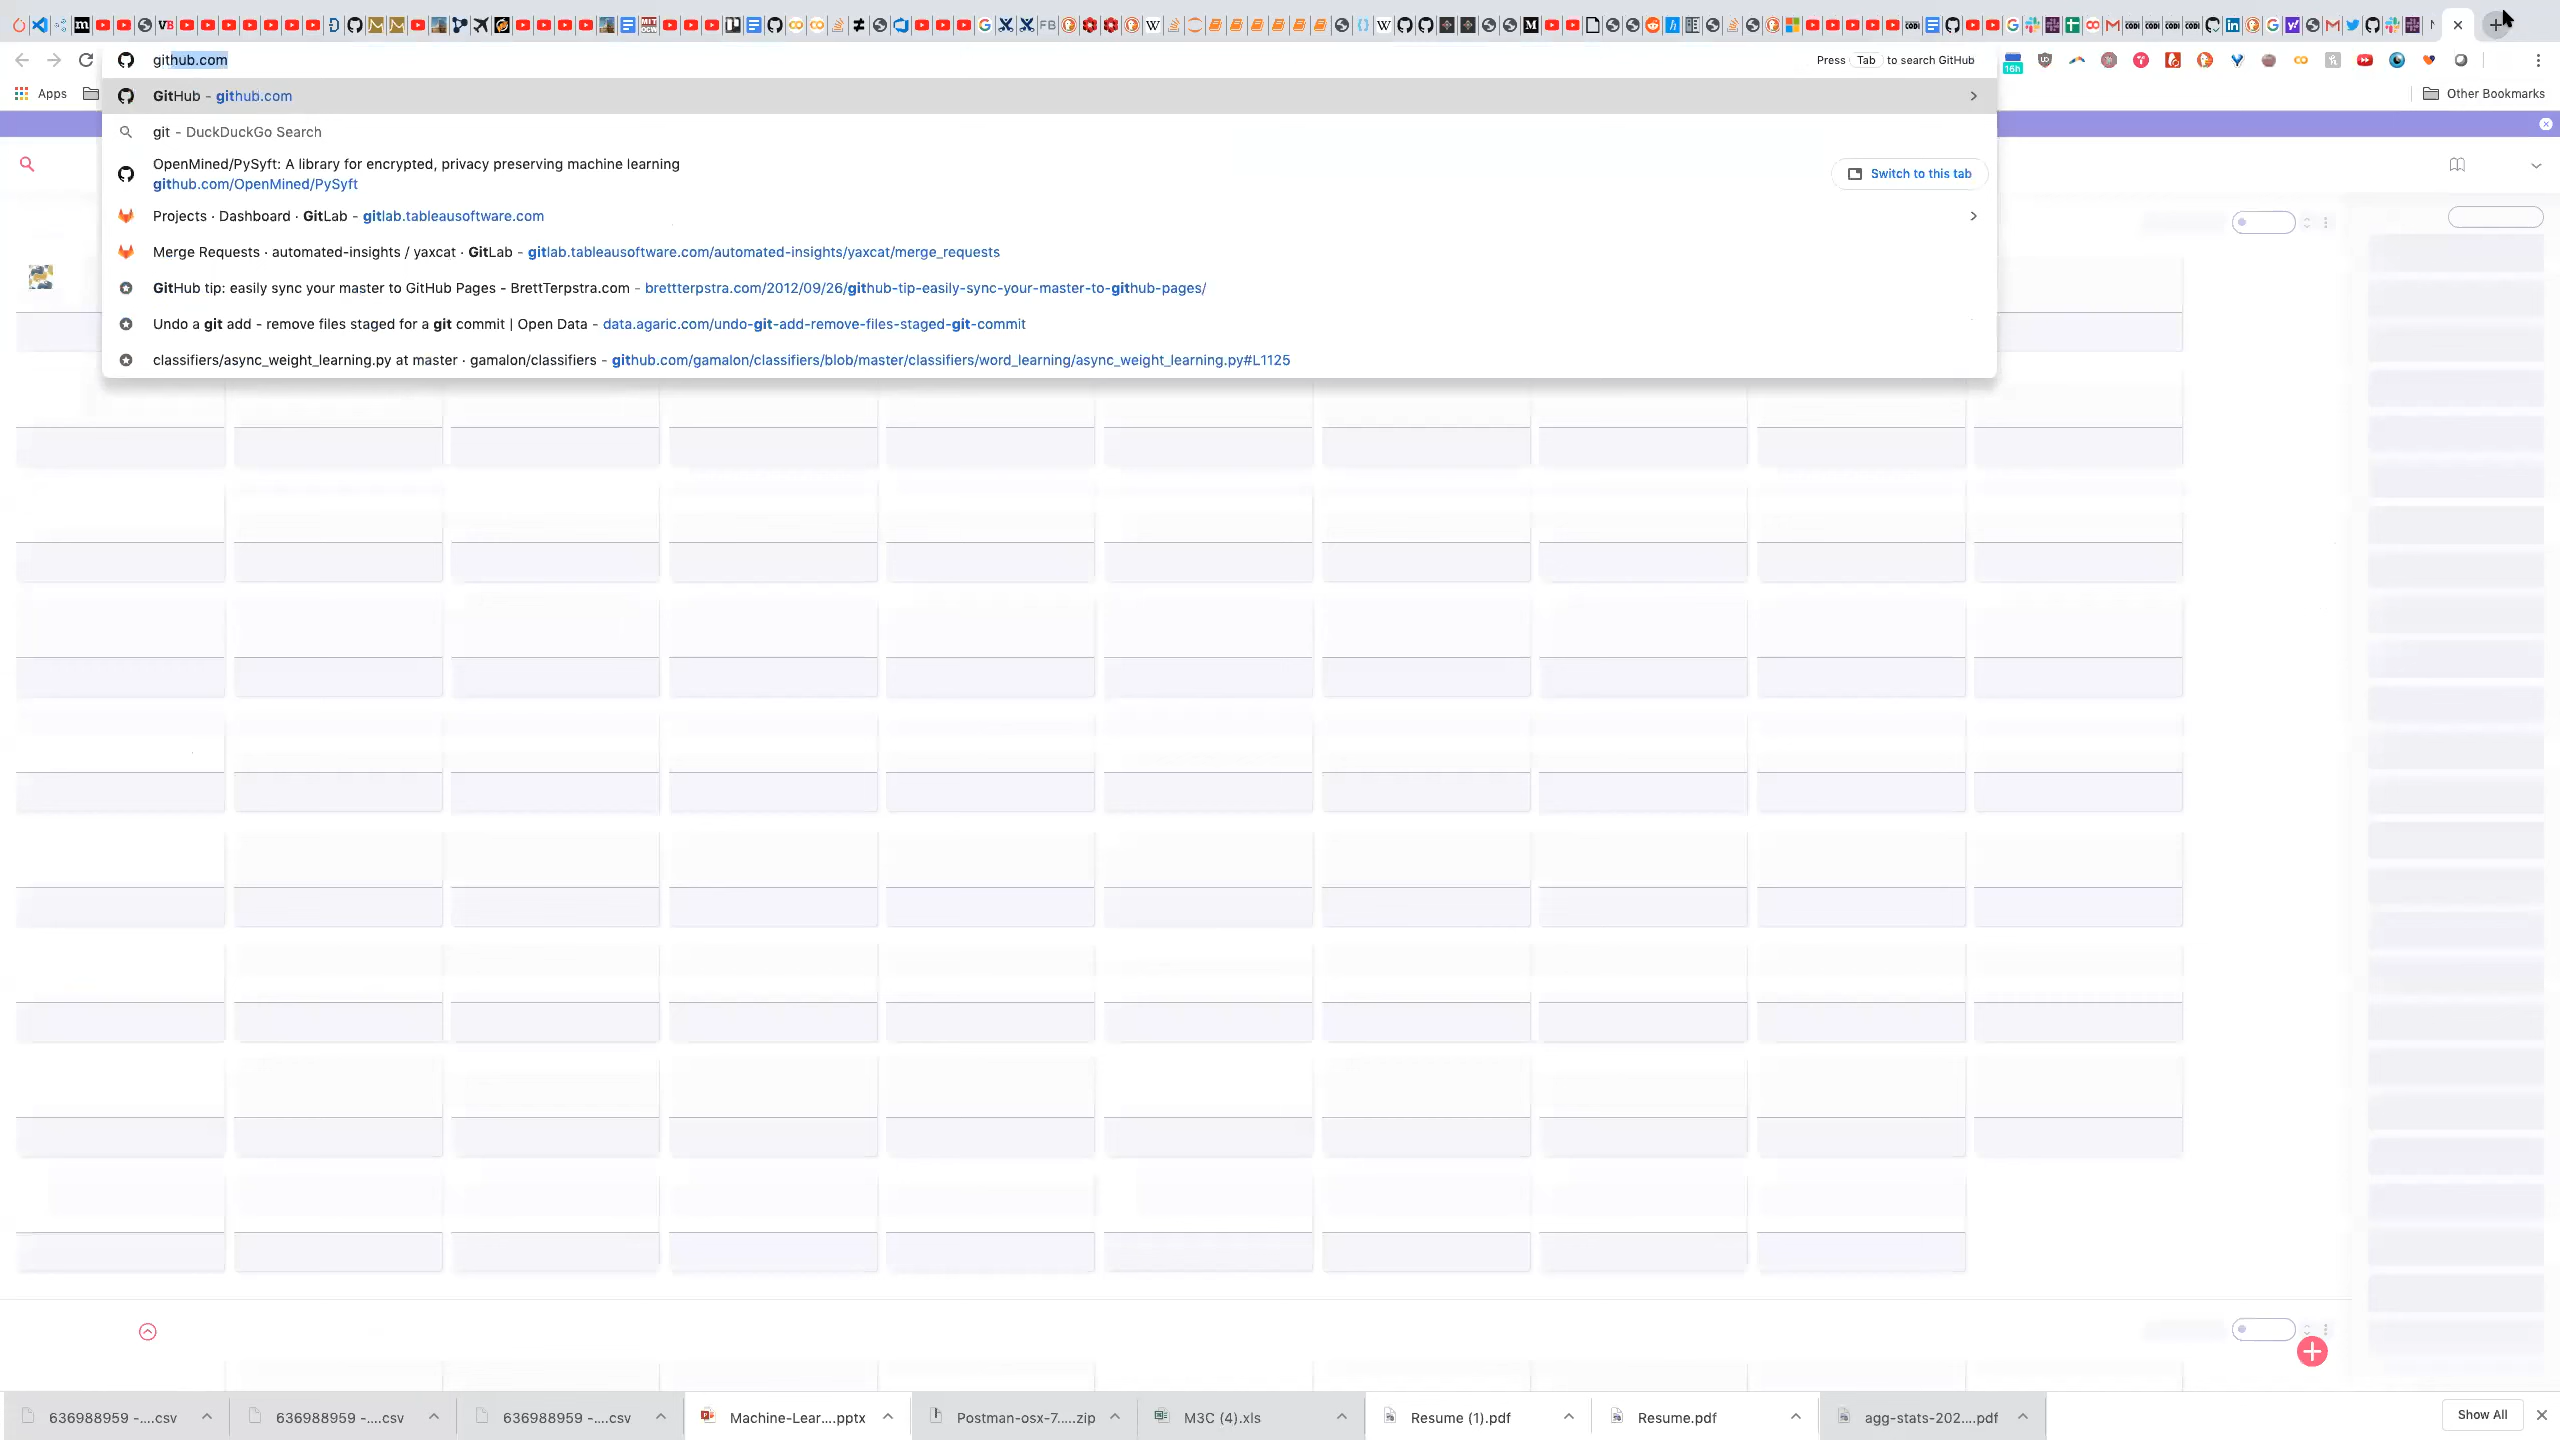 github.com
Press Tab to search GitHub
16h
Apps
Other Bookmarks
GitHub - github.com
git - DuckDuckGo Search
OpenMined/PySyft: A library for encrypted, privacy preserving machine learning
github.com/OpenMined/PySyft
Switch to this tab
Projects · Dashboard · GitLab - gitlab.tableausoftware.com
Merge Requests · automated-insights / yaxcat · GitLab - gitlab.tableausoftware.com/automated-insights/yaxcat/merge_requests
GitHub tip: easily sync your master to GitHub Pages - BrettTerpstra.com - brettterpstra.com/2012/09/26/github-tip-easily-sync-your-master-to-github-pages/
Undo a git add - remove files staged for a git commit | Open Data - data.agaric.com/undo-git-add-remove-files-staged-git-commit
classifiers/async_weight_learning.py at master · gamalon/classifiers - github.com/gamalon/classifiers/blob/master/classifiers/word_learning/async_weight_learning.py#L1125
636988959 -....csv
636988959 -....csv
636988959 -....csv
Machine-Lear....pptx
Postman-osx-7.....zip
M3C (4).xls
Resume (1).pdf
Resume.pdf
agg-stats-202....pdf
Show All